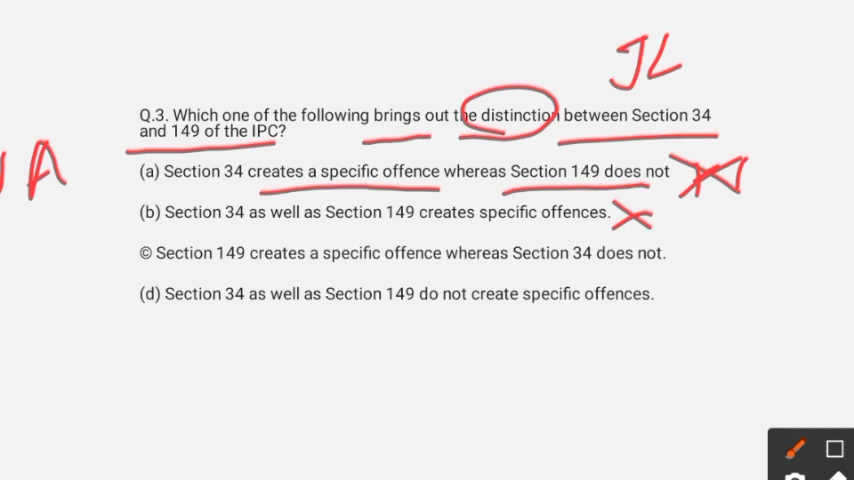 JL
Q.3. Which one of the following brings out the distinction between Section 34
and 149 of the IPC?
A
(a) Section 34 creates a specific offence whereas Section 149 does not
(b) Section 34 as well as Section 149 creates specific offences.
© Section 149 creates a specific offence whereas Section 34 does not.
(d) Section 34 as well as Section 149 do not create specific offences.